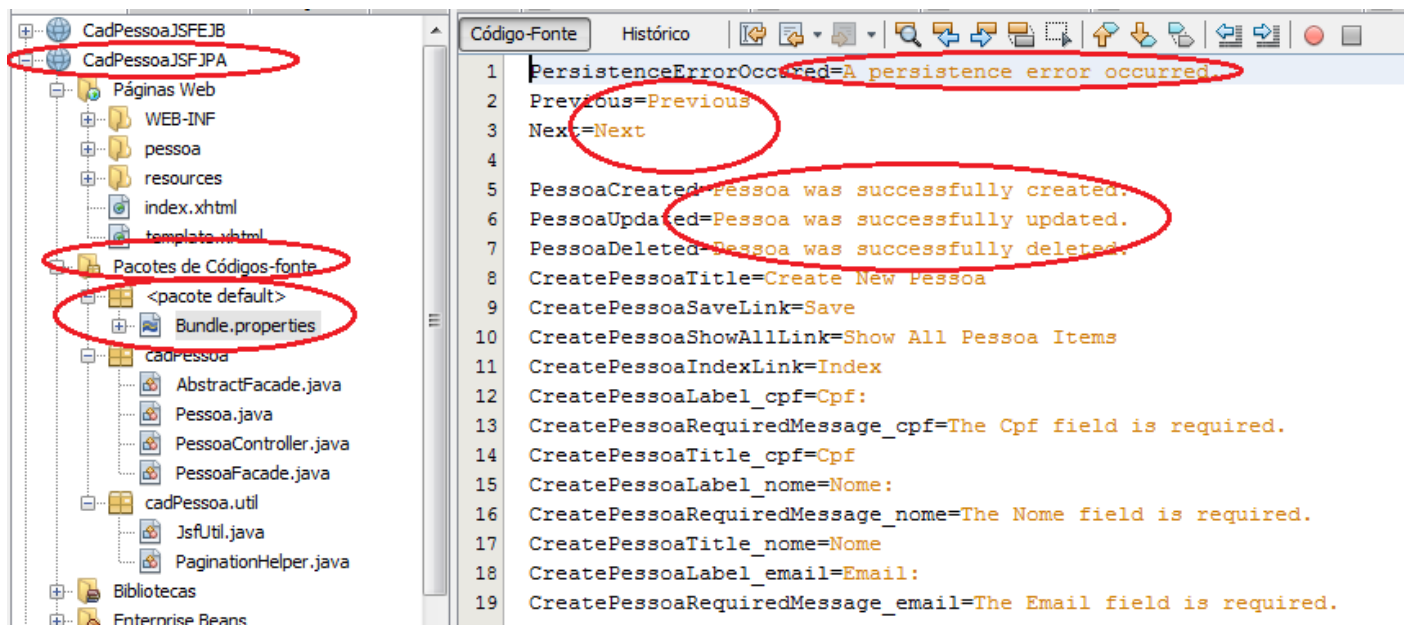 CadPessoaJSFEJB
CadPessoaJSFJPA
Páginas Web
WEB-INF
pessoa
resources
index.xhtml
template.xhtml
Pacotes de Códigos-fonte
<pacote default>
Bundle.properties
cadPessoa
AbstractFacade.java
Pessoa.java
PessoaController.java
PessoaFacade.java
cadPessoa.util
JsfUtil.java
PaginationHelper.java
Bibliotecas
Enterprise Beans
Código-Fonte Histórico
1 PersistenceErrorOccured=A persistence error occurred.
2 Previous=Previous
3 Next=Next
4
5 PessoaCreated=Pessoa was successfully created.
6 PessoaUpdated=Pessoa was successfully updated.
7 PessoaDeleted=Pessoa was successfully deleted.
8 CreatePessoaTitle=Create New Pessoa
9 CreatePessoaSaveLink=Save
10 CreatePessoaShowAllLink=Show All Pessoa Items
11 CreatePessoaIndexLink=Index
12 CreatePessoaLabel_cpf=Cpf:
13 CreatePessoaRequiredMessage_cpf=The Cpf field is required.
14 CreatePessoaTitle_cpf=Cpf
15 CreatePessoaLabel_nome=Nome:
16 CreatePessoaRequiredMessage_nome=The Nome field is required.
17 CreatePessoaTitle_nome=Nome
18 CreatePessoaLabel_email=Email:
19 CreatePessoaRequiredMessage_email=The Email field is required.